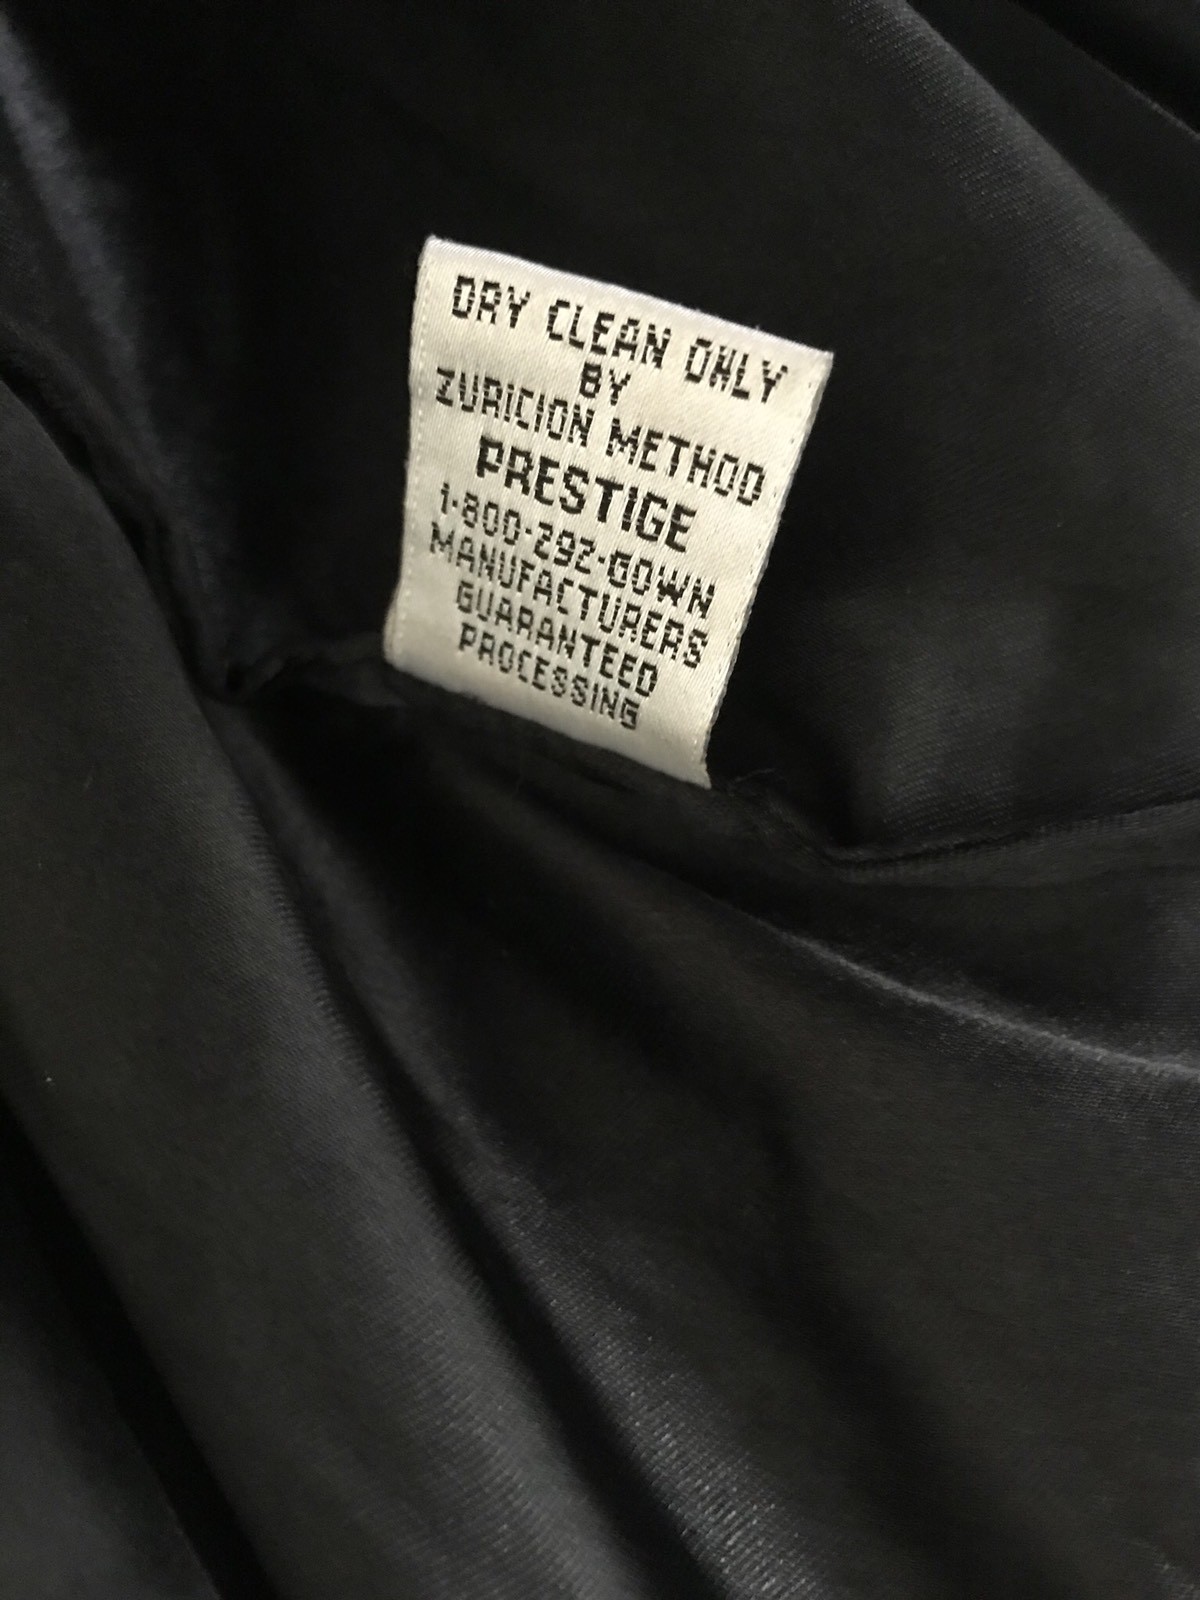 DRY CLEAN ONLY
BY
ZURICION METHOD
PRESTIGE
1-800-292-GOWN
MANUFACTURERS
GUARANTEED
PROCESSING